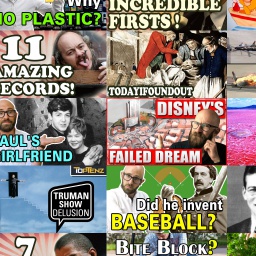 Why
NO PLASTIC?
INCREDIBLE
FIRSTS!
11
AMAZING
RECORDS!
TODAYIFOUNDOUT
PAUL'S
GIRLFRIEND
TOPTENZ
DISNEY'S
FAILED DREAM
TRUMAN
SHOW
DELUSION
Did he invent
BASEBALL?
7
BITE BLOCK?